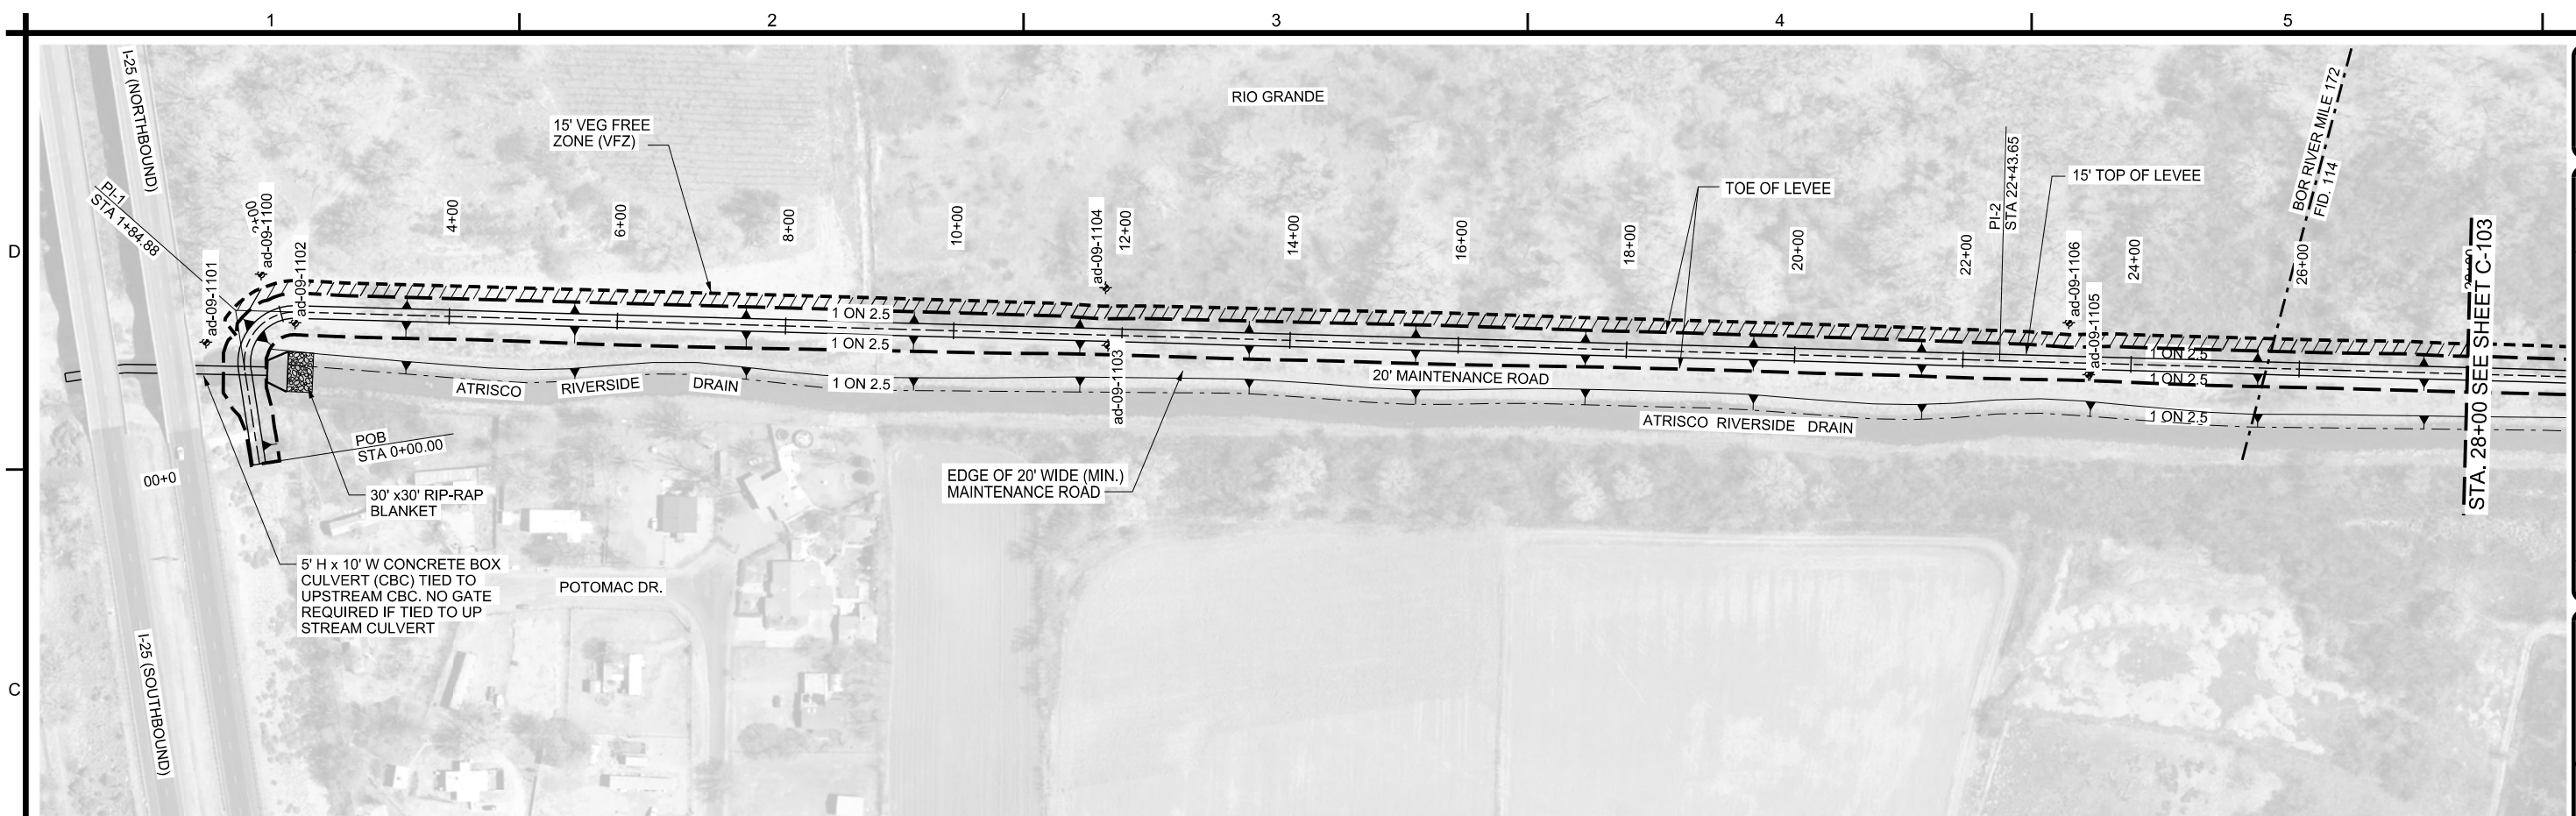 1
2
3
4
5
D
C
I-25 (NORTHBOUND)
RIO GRANDE
15' VEG FREE
ZONE (VFZ)
TOE OF LEVEE
15' TOP OF LEVEE
BOR RIVER MILE 172
FID. 114
PI-1
STA 1+84.88
ad-09-1101
ad-09-1100
ad-09-1102
4+00
6+00
8+00
10+00
ad-09-1104
12+00
14+00
16+00
18+00
20+00
22+00
PI-2
STA 22+43.65
ad-09-1106
ad-09-1105
24+00
26+00
STA. 28+00 SEE SHEET C-103
1 ON 2.5
1 ON 2.5
1 ON 2.5
ad-09-1103
20' MAINTENANCE ROAD
1 ON 2.5
1 ON 2.5
1 ON 2.5
ATRISCO RIVERSIDE DRAIN
ATRISCO RIVERSIDE DRAIN
POB
STA 0+00.00
00+0
EDGE OF 20' WIDE (MIN.)
MAINTENANCE ROAD
30' x30' RIP-RAP
BLANKET
5' H x 10' W CONCRETE BOX
CULVERT (CBC) TIED TO
UPSTREAM CBC. NO GATE
REQUIRED IF TIED TO UP
STREAM CULVERT
POTOMAC DR.
I-25 (SOUTHBOUND)